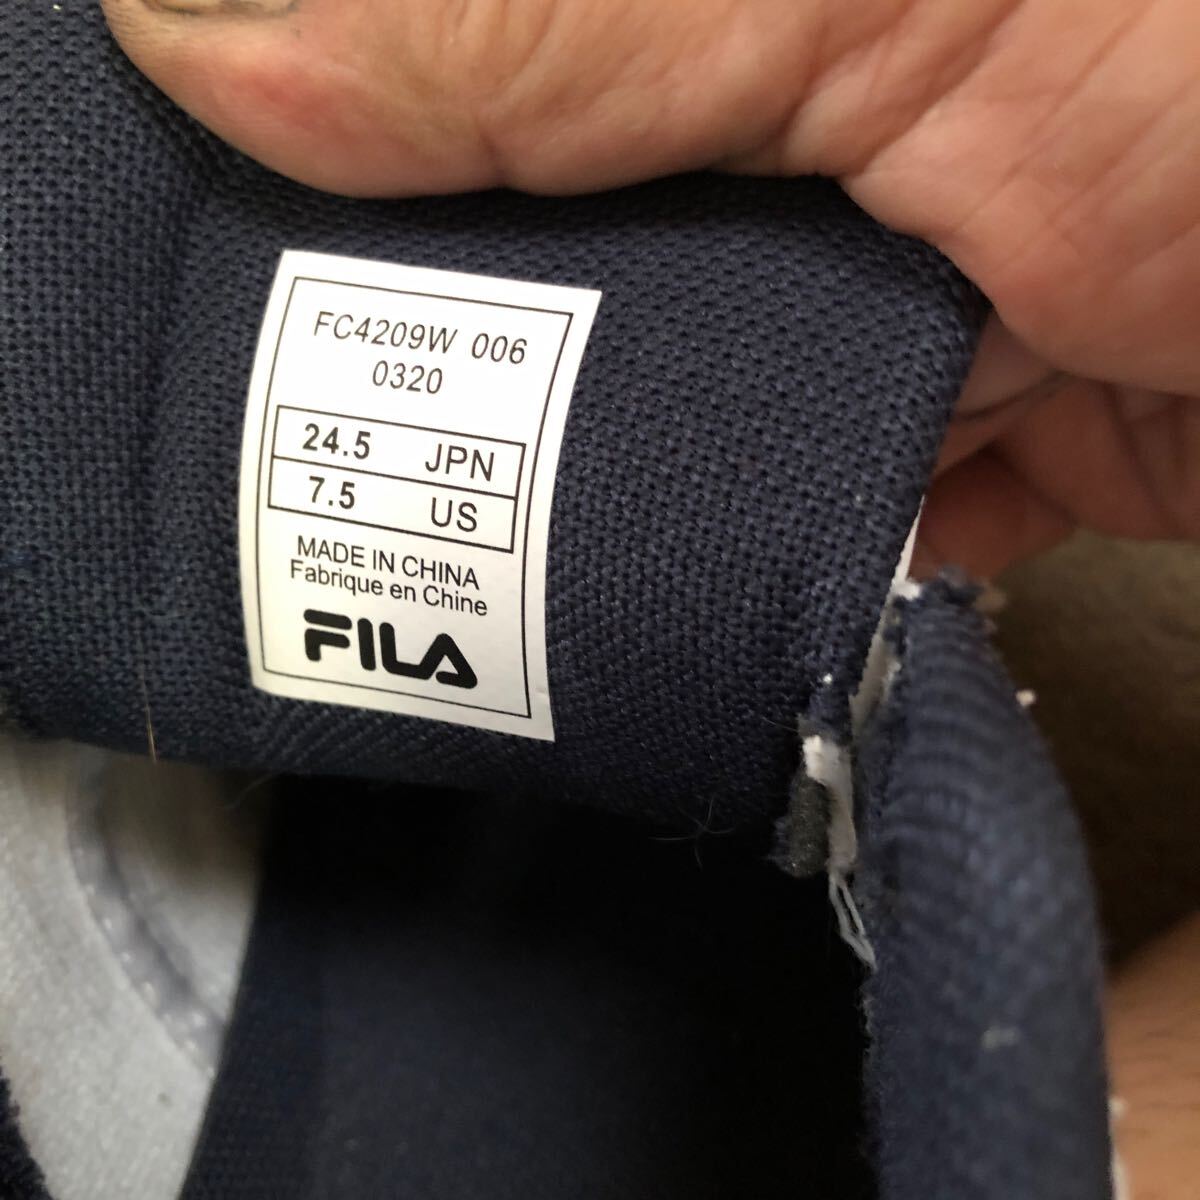 FC4209W 006
0320
24.5 JPN
7.5 US
MADE IN CHINA
Fabrique en Chine
FILA